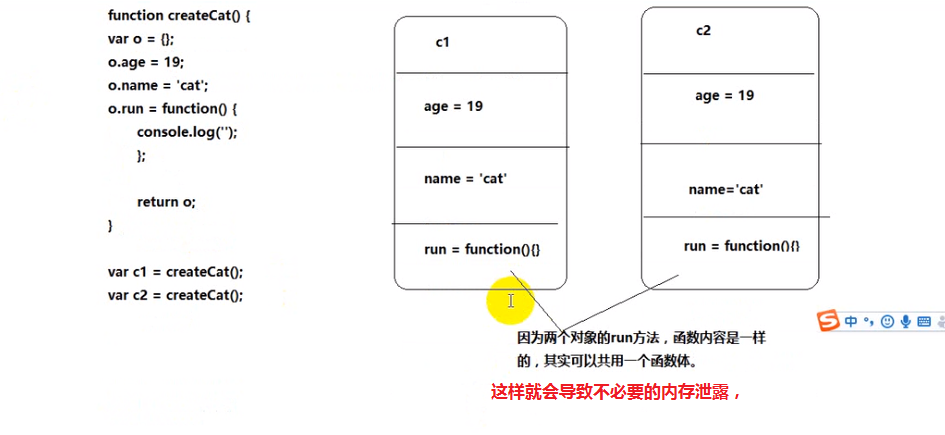 function createCat() {
var o = {};
o.age = 19;
o.name = 'cat';
o.run = function() {
console.log('');
};
return o;
}
var c1 = createCat();
var c2 = createCat();
c1
age = 19
name = 'cat'
run = function(){}
c2
age = 19
name='cat'
run = function(){}
因为两个对象的run方法，函数内容是一样
的，其实可以共用一个函数体。
这样就会导致不必要的内存泄露，
S 中 °,